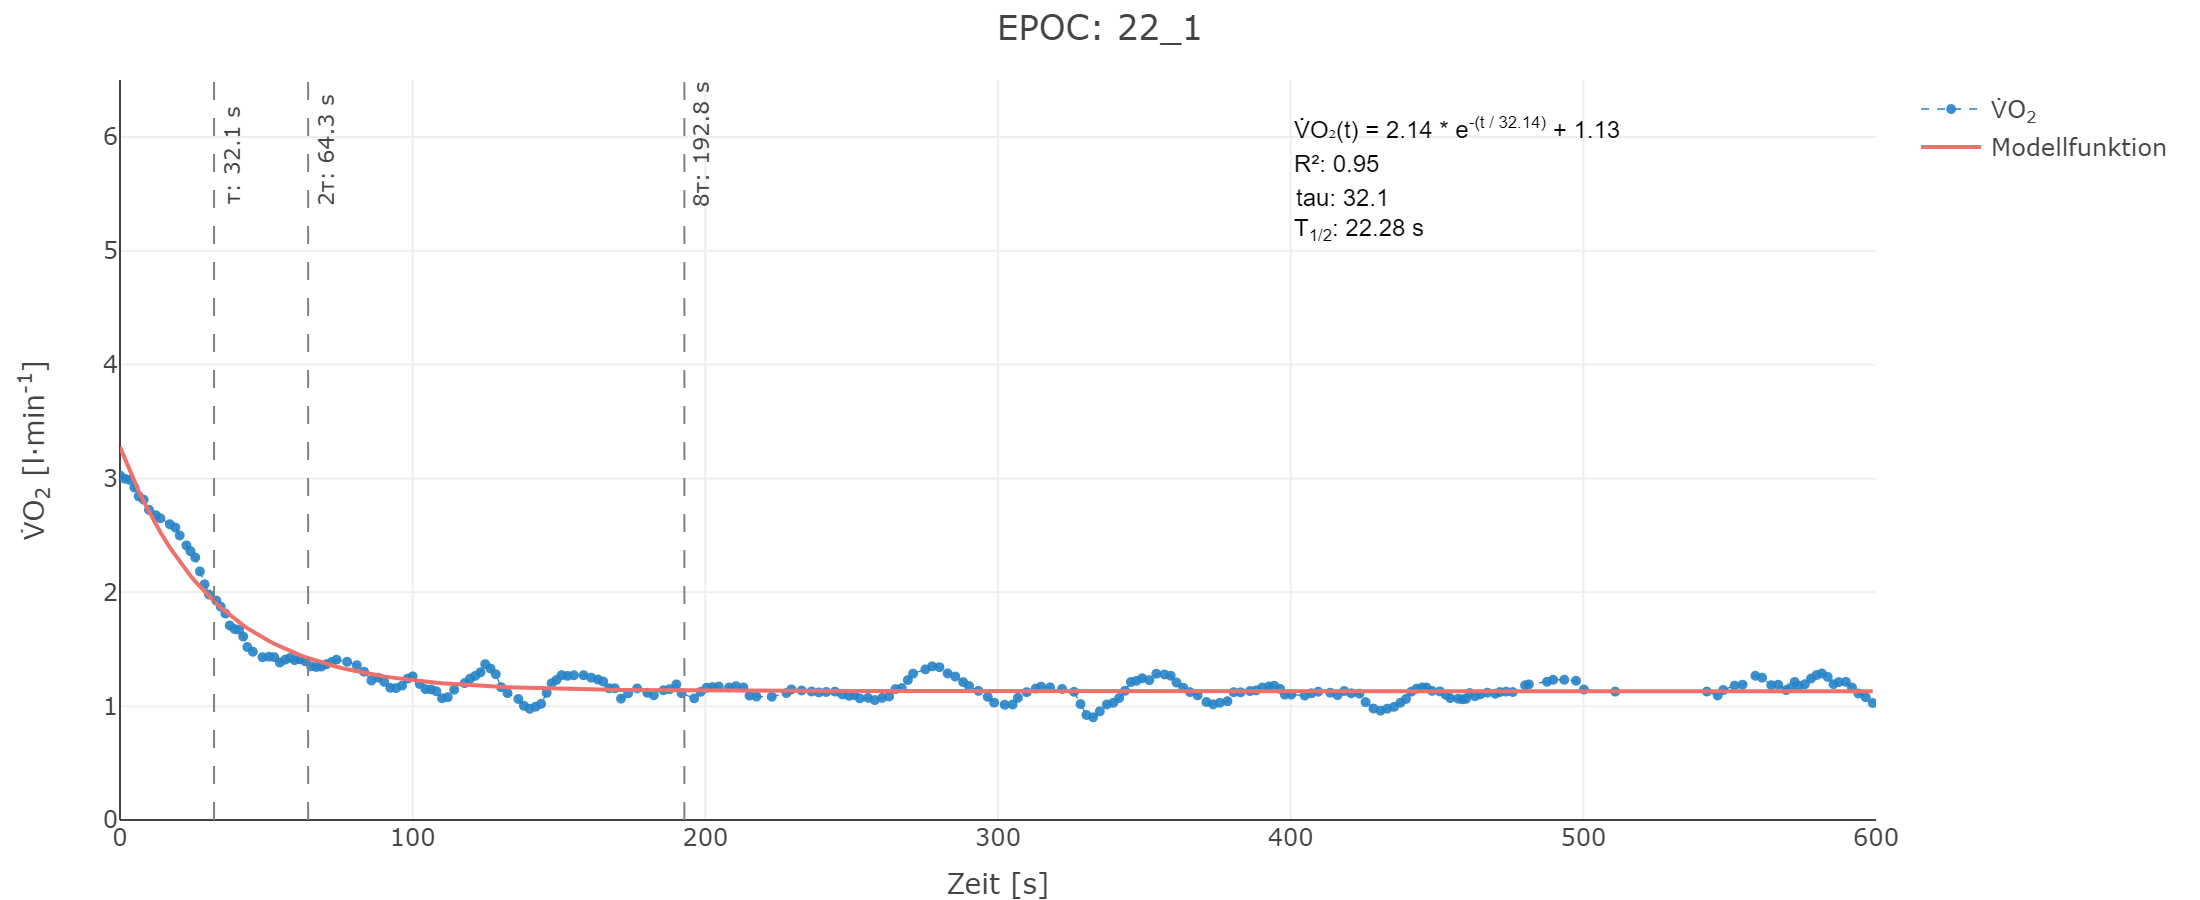 EPOC: 22_1
τ: 32.1 s
2τ: 64.3 s
8τ: 192.8 s
V̇O₂(t) = 2.14 * e^-(t / 32.14) + 1.13
R²: 0.95
tau: 32.1
T1/2: 22.28 s
V̇O₂
Modellfunktion
V̇O₂ [l·min⁻¹]
6
5
4
3
2
1
0
0 100 200 300 400 500 600
Zeit [s]